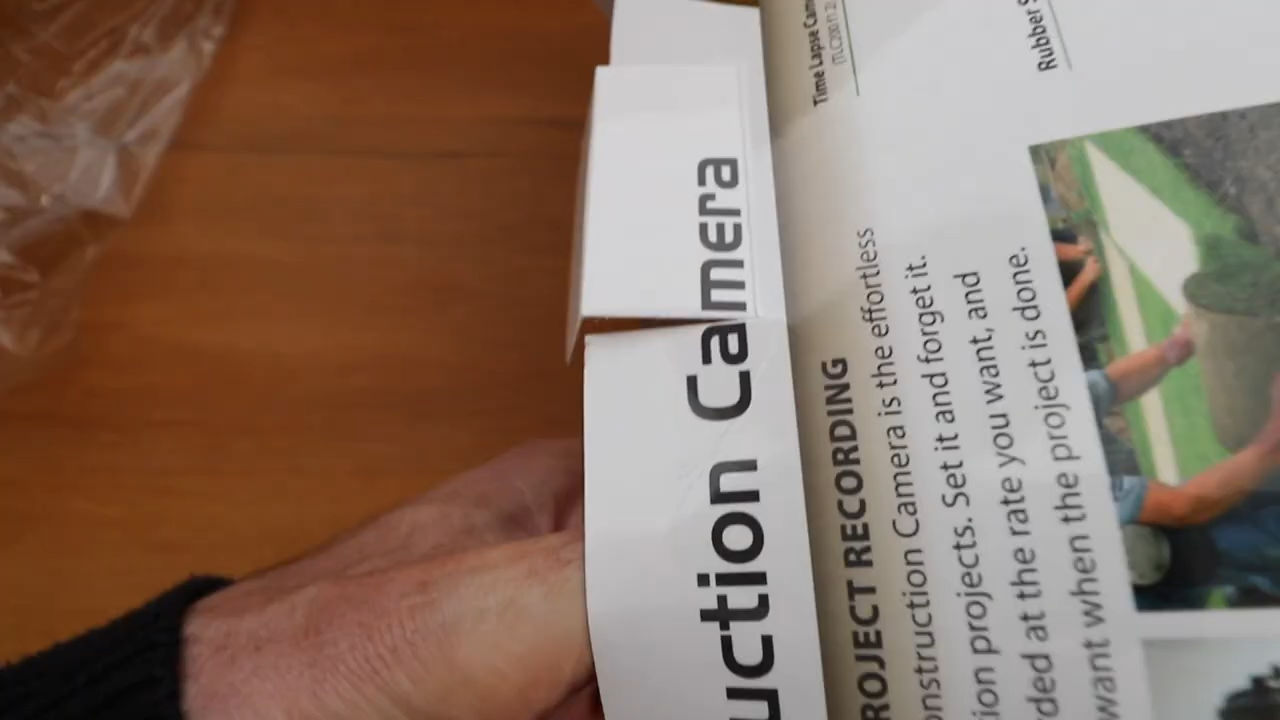 uction Camera
ROJECT RECORDING
onstruction Camera is the effortless
ion projects. Set it and forget it.
ded at the rate you want, and
want when the project is done.
Time Lapse Cam
Rubber